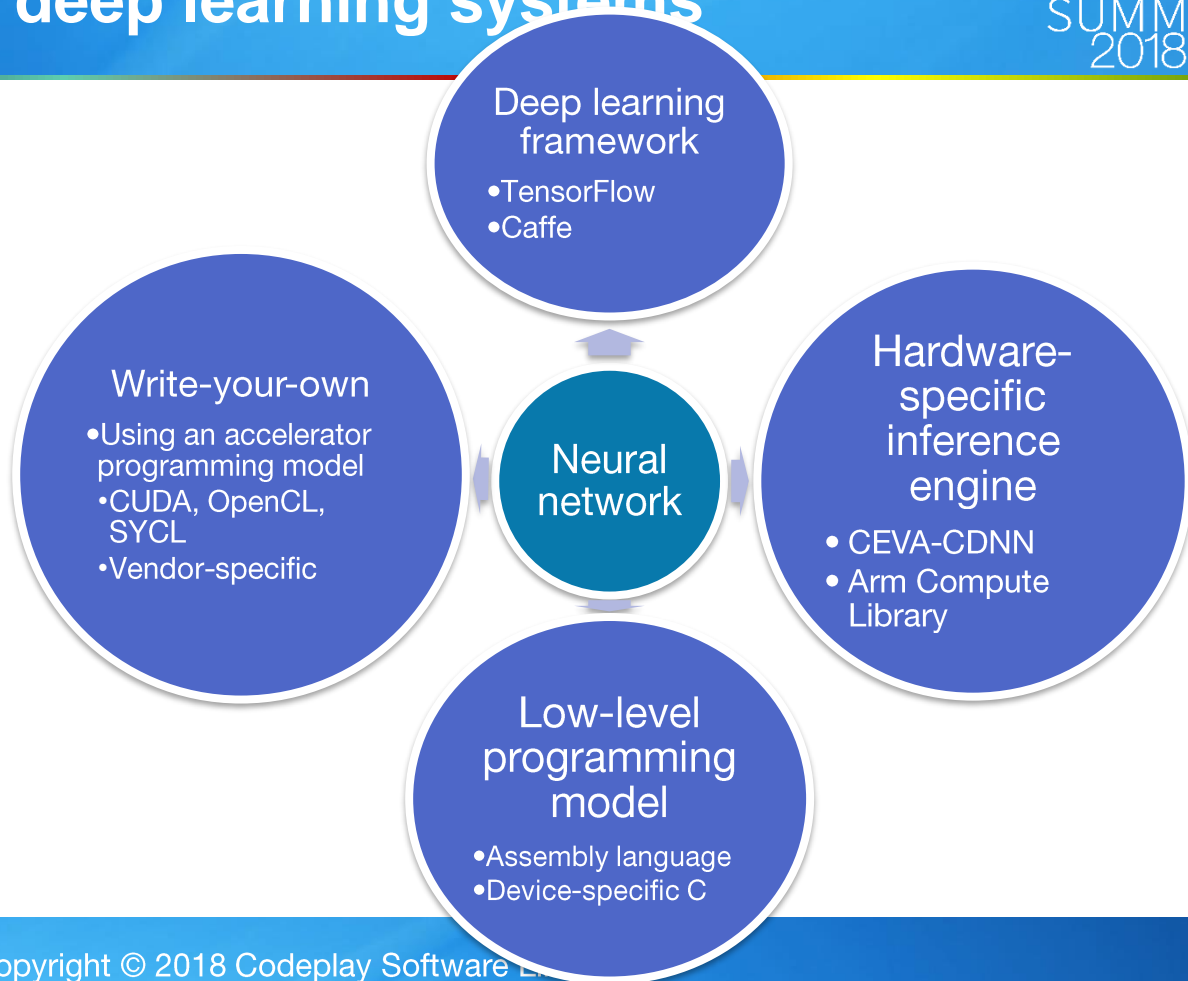 deep learning systems
SUMM
2018
Deep learning
framework
•TensorFlow
•Caffe
Write-your-own
•Using an accelerator
programming model
•CUDA, OpenCL,
SYCL
•Vendor-specific
Neural
network
Hardware-
specific
inference
engine
• CEVA-CDNN
• Arm Compute
Library
Low-level
programming
model
•Assembly language
•Device-specific C
opyright © 2018 Codeplay Software